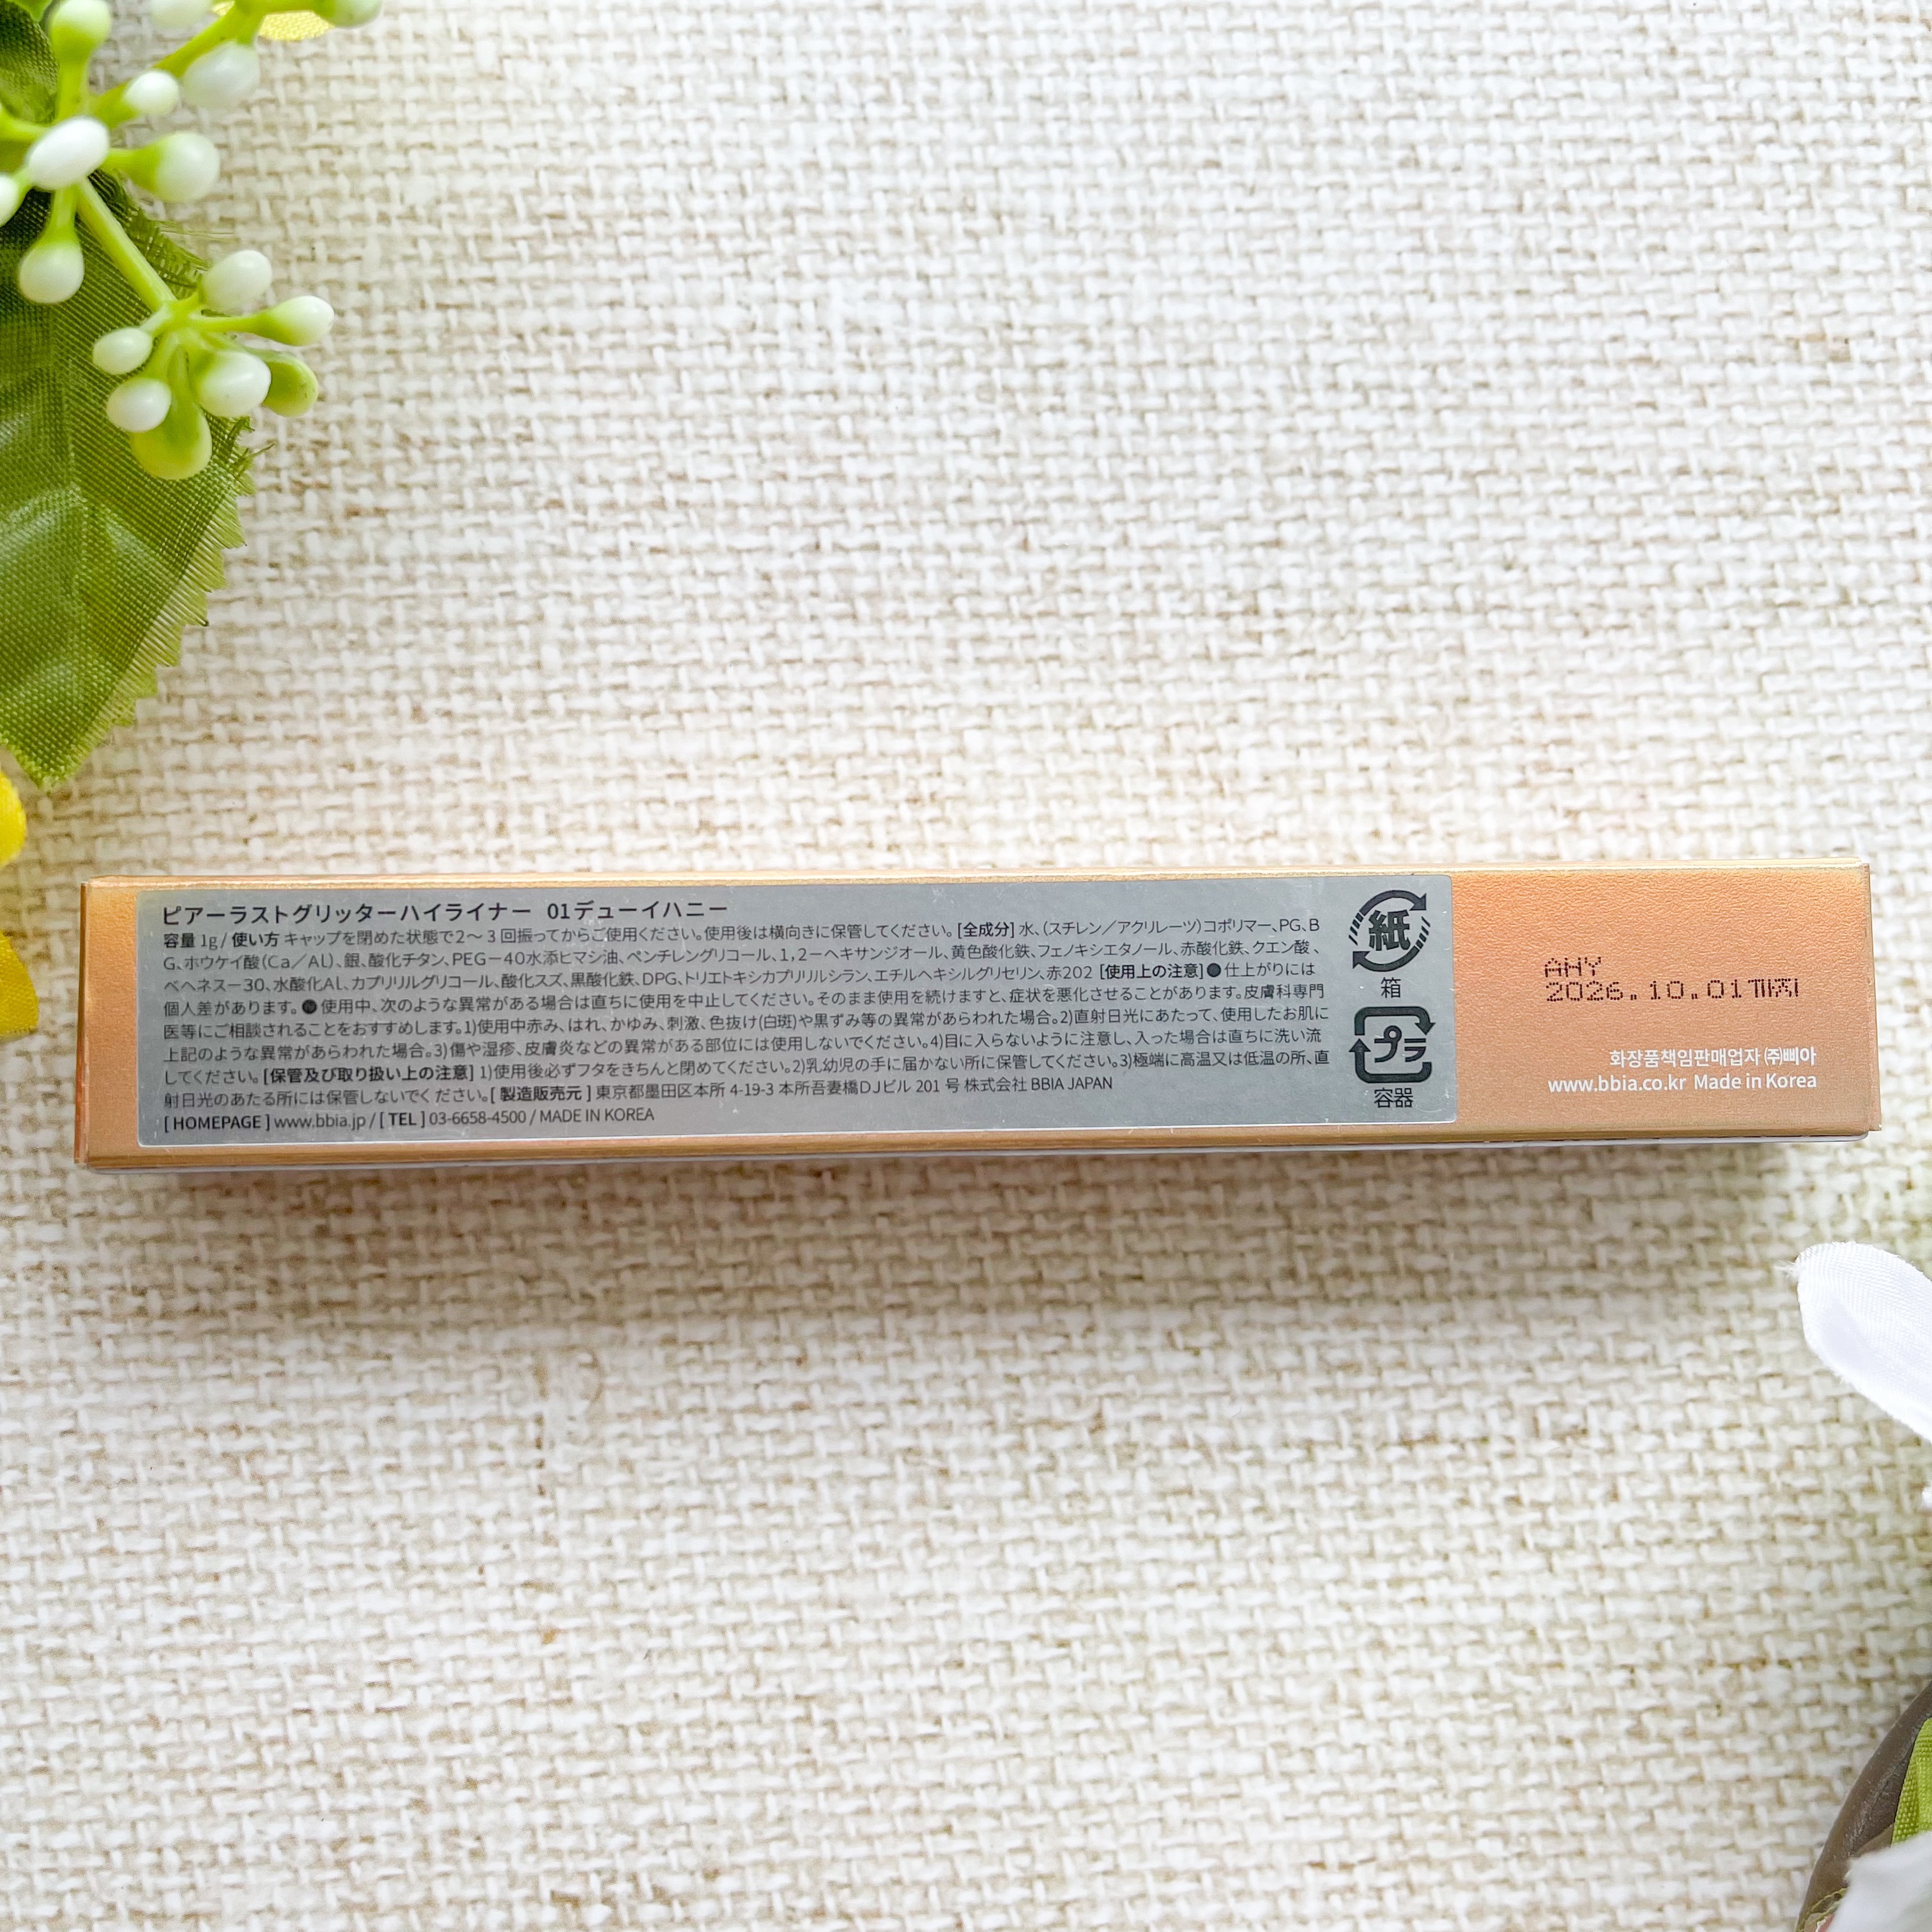 ピアーラストグリッターハイライナー 01デューイハニー
容量 1g / 使い方 キャップを閉めた状態で2～3回振ってからご使用ください。使用後は横向きに保管してください。[全成分] 水、(スチレン／アクリルーツ)コポリマー、PG、B
G、ホウケイ酸(Ca／AL)、銀、酸化チタン、PEG－40水添ヒマシ油、ペンチレングリコール、1，2－ヘキサンジオール、黄色酸化鉄、フェノキシエタノール、赤酸化鉄、クエン酸、
ベヘネス－30、水酸化AL、カプリリルグリコール、酸化スズ、黒酸化鉄、DPG、トリエトキシカプリリルシラン、エチルヘキシルグリセリン、赤202 [使用上の注意]●仕上がりには
個人差があります。●使用中、次のような異常がある場合は直ちに使用を中止してください。そのまま使用を続けますと、症状を悪化させることがあります。皮膚科専門
医等にご相談されることをおすすめします。1)使用中赤み、はれ、かゆみ、刺激、色抜け(白斑)や黒ずみ等の異常があらわれた場合。2)直射日光にあたって、使用したお肌に
上記のような異常があらわれた場合。3)傷や湿疹、皮膚炎などの異常がある部位には使用しないでください。4)目に入らないように注意し、入った場合は直ちに洗い流
してください。[保管及び取り扱い上の注意] 1)使用後必ずフタをきちんと閉めてください。2)乳幼児の手に届かない所に保管してください。3)極端に高温又は低温の所、直
射日光のあたる所には保管しないでください。[ 製造販売元 ] 東京都墨田区本所 4-19-3 本所吾妻橋DJビル 201 号 株式会社 BBIA JAPAN
[ HOMEPAGE ] www.bbia.jp / [ TEL ] 03-6658-4500 / MADE IN KOREA
紙
箱
プラ
容器
AHY
2026.10.01까지
화장품책임판매업자 ㈜삐아
www.bbia.co.kr Made in Korea